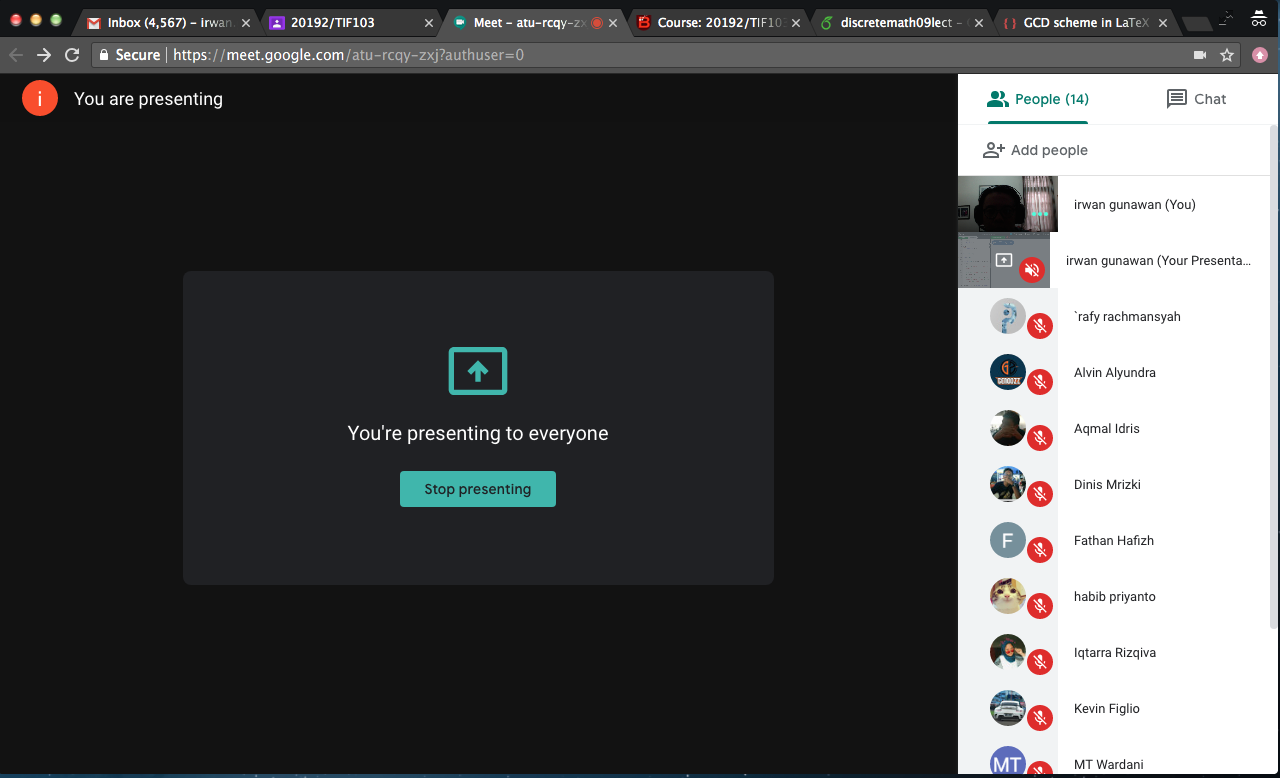 Inbox (4,567) – irwan.
20192/TIF103
Meet – atu-rcqy-zx
Course: 20192/TIF103
discretemath09lect –
GCD scheme in LaTeX
Secure
https://meet.google.com/atu-rcqy-zxj?authuser=0
i
You are presenting
People (14)
Chat
Add people
irwan gunawan (You)
irwan gunawan (Your Presenta...
`rafy rachmansyah
Alvin Alyundra
Aqmal Idris
Dinis Mrizki
F
Fathan Hafizh
habib priyanto
Iqtarra Rizqiva
Kevin Figlio
MT
MT Wardani
You're presenting to everyone
Stop presenting